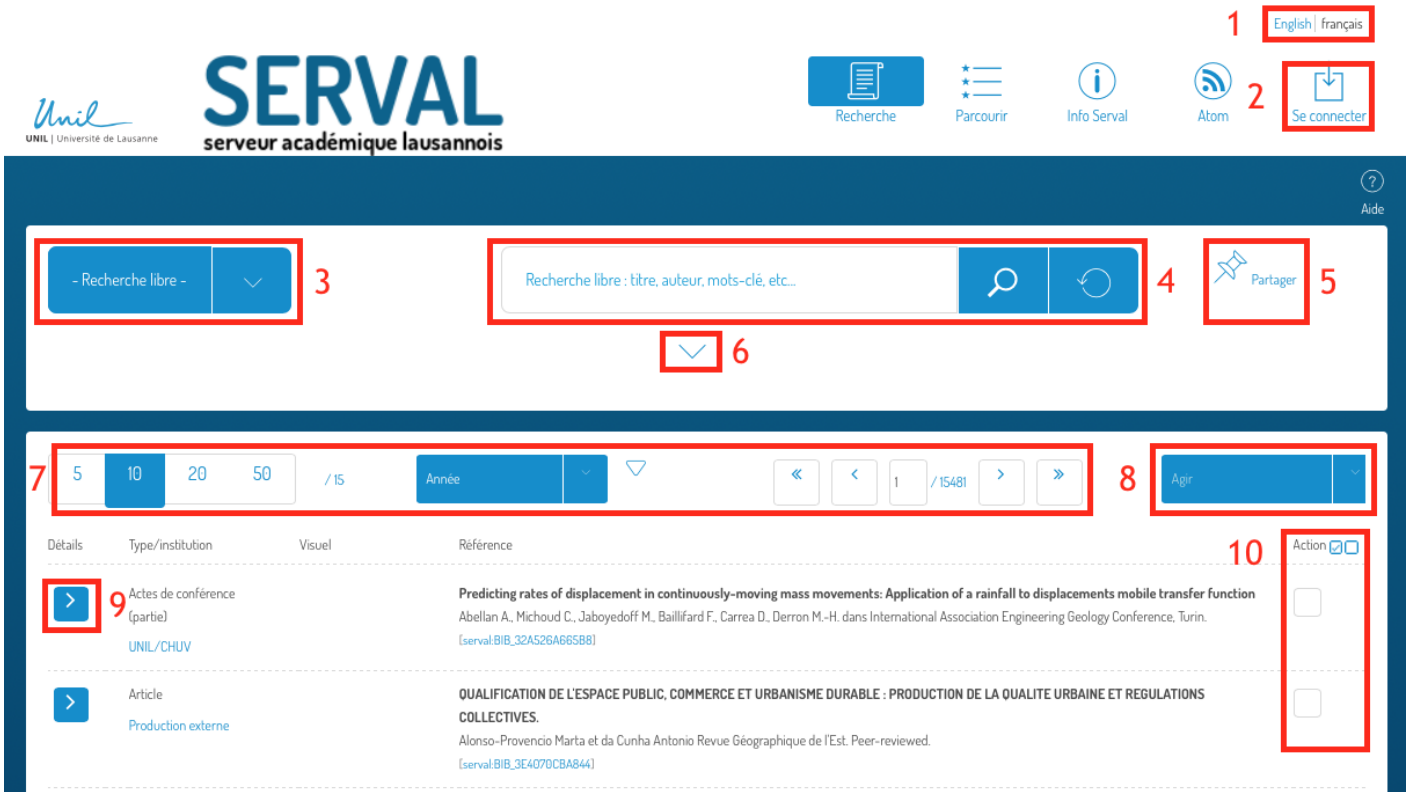 1
English | français
Unil
UNIL | Université de Lausanne
SERVAL
serveur académique lausannois
Recherche
Parcourir
Info Serval
Atom
2
Se connecter
?
Aide
- Recherche libre -
3
Recherche libre : titre, auteur, mots-clé, etc...
4
Partager
5
6
7
5 10 20 50 / 15
Année
« ‹ 1 / 15481 › »
8
Agir
Détails Type/institution Visuel Référence
10
Action
9
Actes de conférence
(partie)
UNIL/CHUV
Predicting rates of displacement in continuously-moving mass movements: Application of a rainfall to displacements mobile transfer function
Abellan A., Michoud C., Jaboyedoff M., Baillifard F., Carrea D., Derron M.-H. dans International Association Engineering Geology Conference, Turin.
[serval:BIB_32A526A665B8]
Article
Production externe
QUALIFICATION DE L'ESPACE PUBLIC, COMMERCE ET URBANISME DURABLE : PRODUCTION DE LA QUALITE URBAINE ET REGULATIONS
COLLECTIVES.
Alonso-Provencio Marta et da Cunha Antonio Revue Géographique de l'Est. Peer-reviewed.
[serval:BIB_3E4070CBA844]